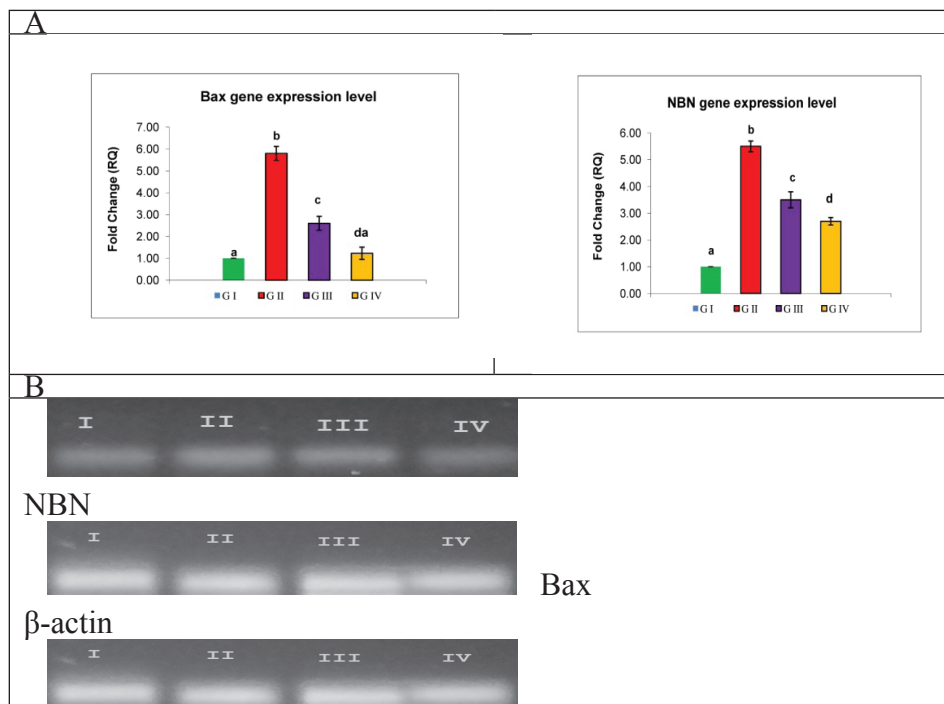 A
Bax gene expression level
Fold Change (RQ)
7.00
6.00
5.00
4.00
3.00
2.00
1.00
0.00
a
b
c
da
G I G II G III G IV
NBN gene expression level
Fold Change (RQ)
6.00
5.00
4.00
3.00
2.00
1.00
0.00
a
b
c
d
G I G II G III G IV
B
I II III IV
NBN
I II III IV
Bax
β-actin
I II III IV